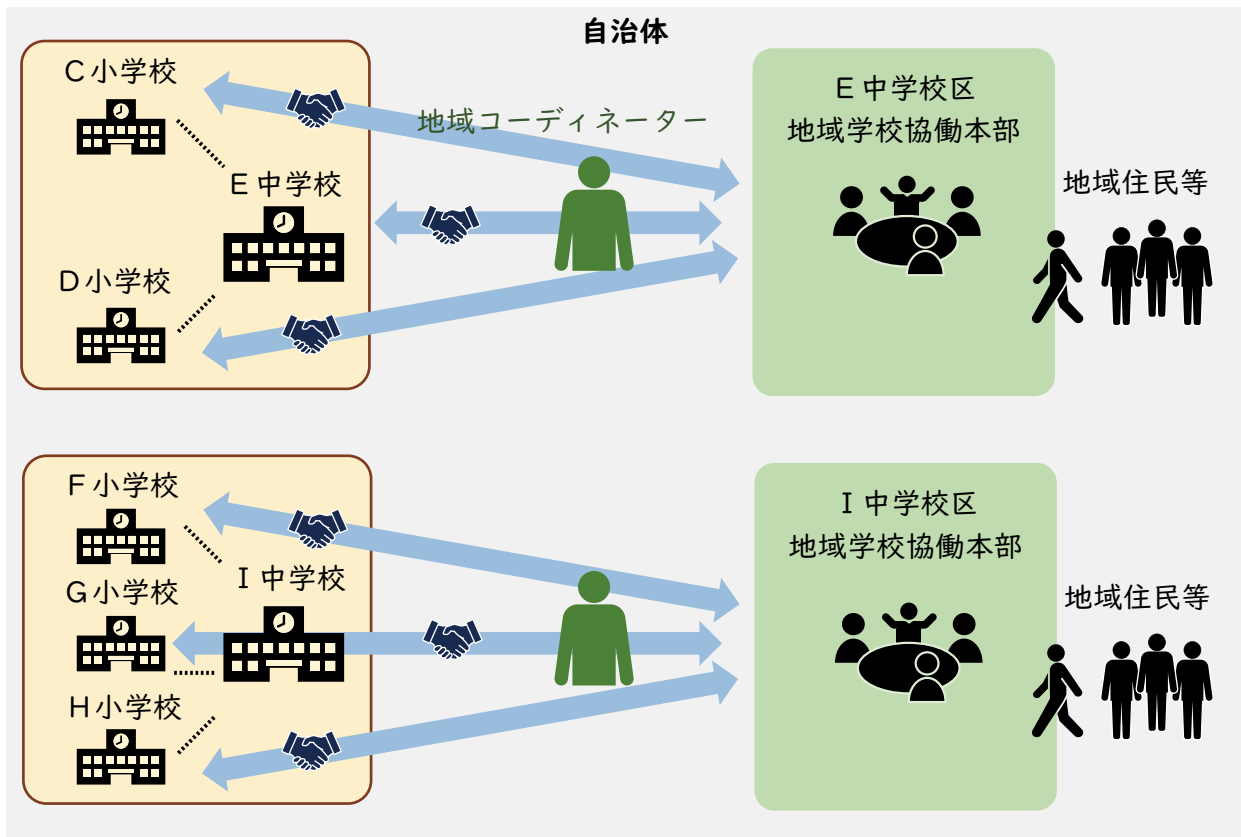 自治体
C小学校
E中学校
D小学校
地域コーディネーター
E中学校区
地域学校協働本部
地域住民等
F小学校
G小学校
I中学校
H小学校
I中学校区
地域学校協働本部
地域住民等